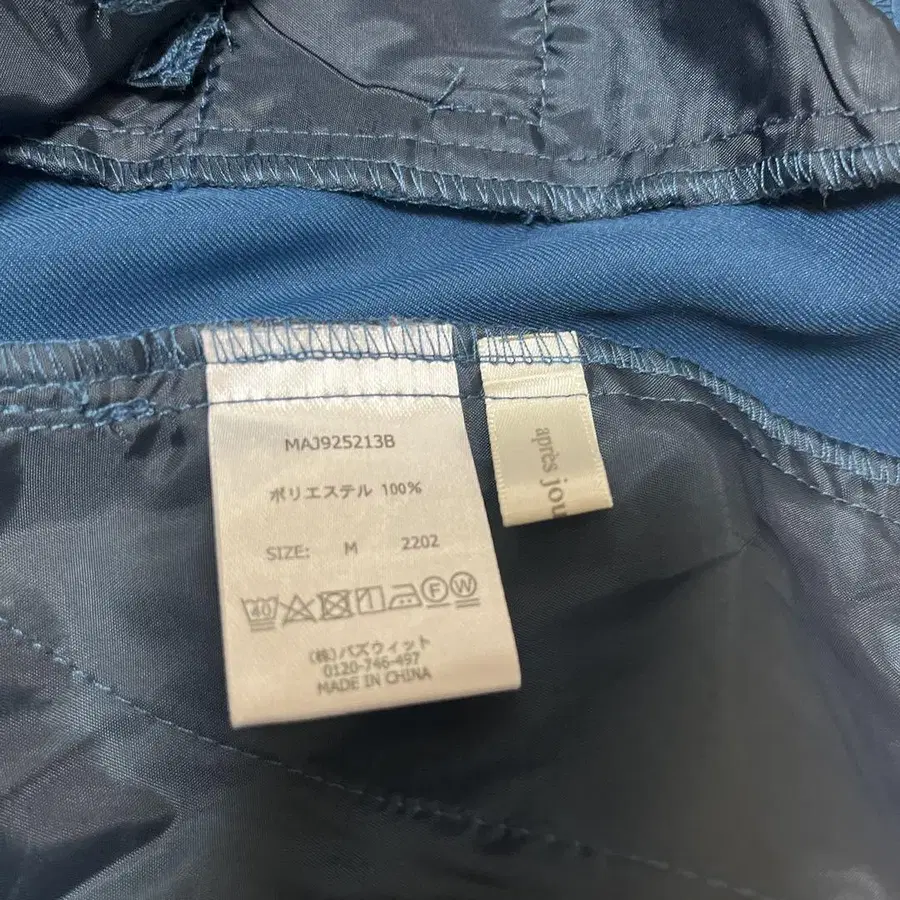 MAJ925213B
ポリエステル 100%
SIZE: M 2202
40 F W
(株)バズウィット
0120-746-497
MADE IN CHINA
après jou